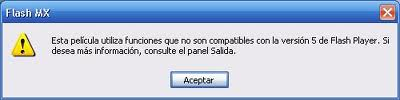 Flash MX
Esta película utiliza funciones que no son compatibles con la versión 5 de Flash Player. Si
desea más información, consulte el panel Salida.
Aceptar